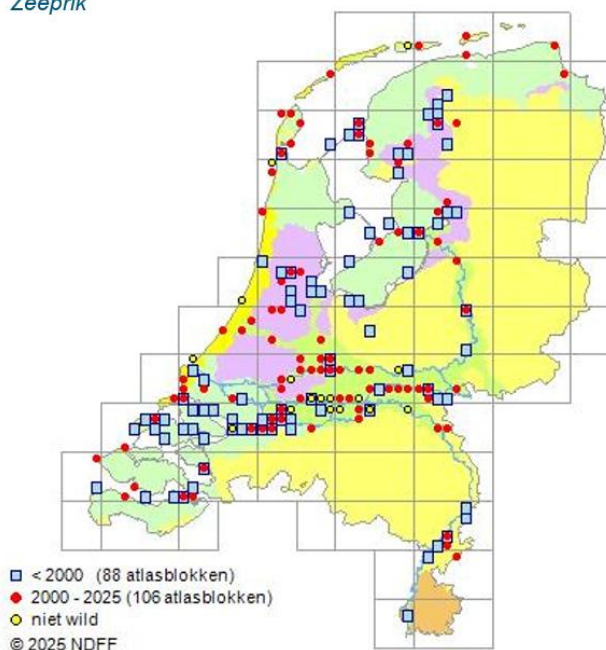 Zeeprik
< 2000 (88 atlasblokken)
2000 - 2025 (106 atlasblokken)
niet wild
© 2025 NDFF